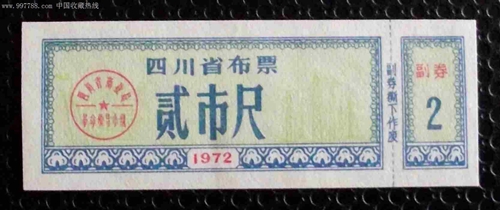 www.997788.com 中国收藏热线
四川省布票
贰市尺
1972
副券撕下作废
副券
2